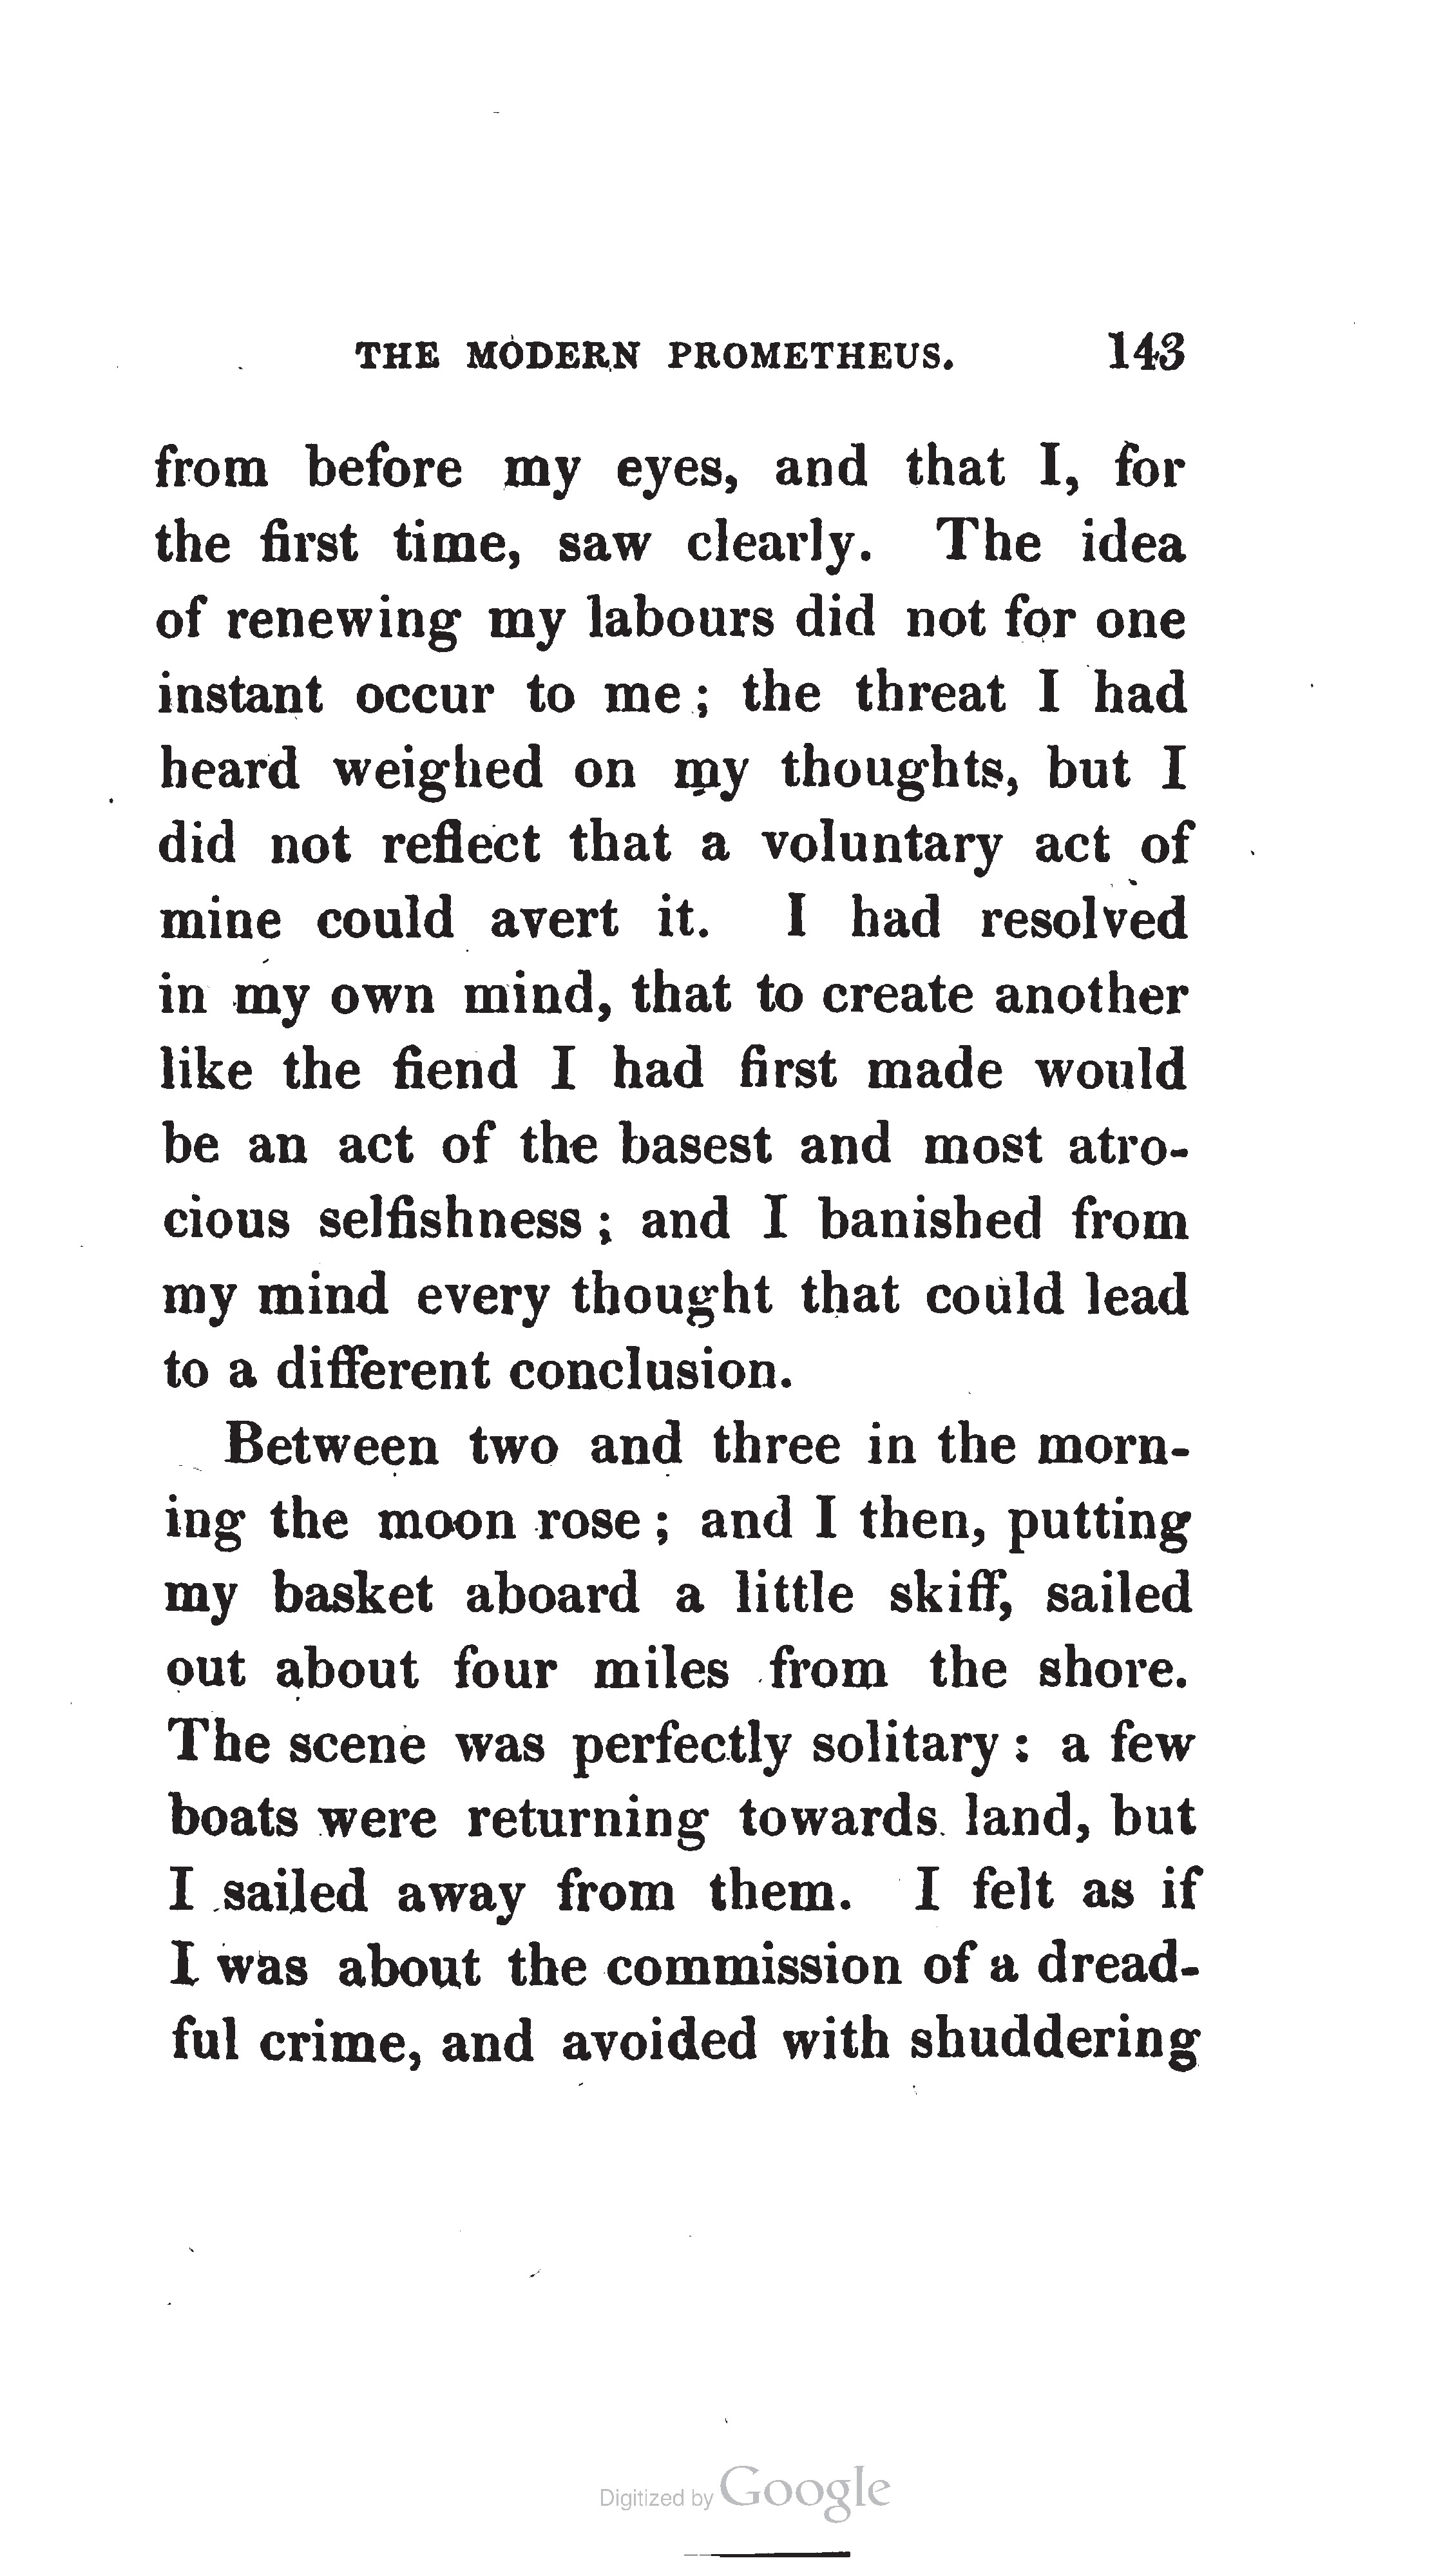 THE MODERN PROMETHEUS. 143
from before my eyes, and that I, for
the first time, saw clearly. The idea
of renewing my labours did not for one
instant occur to me; the threat I had
heard weighed on my thoughts, but I
did not reflect that a voluntary act of
mine could avert it. I had resolved
in my own mind, that to create another
like the fiend I had first made would
be an act of the basest and most atro-
cious selfishness; and I banished from
my mind every thought that could lead
to a different conclusion.
Between two and three in the morn-
ing the moon rose; and I then, putting
my basket aboard a little skiff, sailed
out about four miles from the shore.
The scene was perfectly solitary: a few
boats were returning towards land, but
I sailed away from them. I felt as if
I was about the commission of a dread-
ful crime, and avoided with shuddering
Digitized by Google